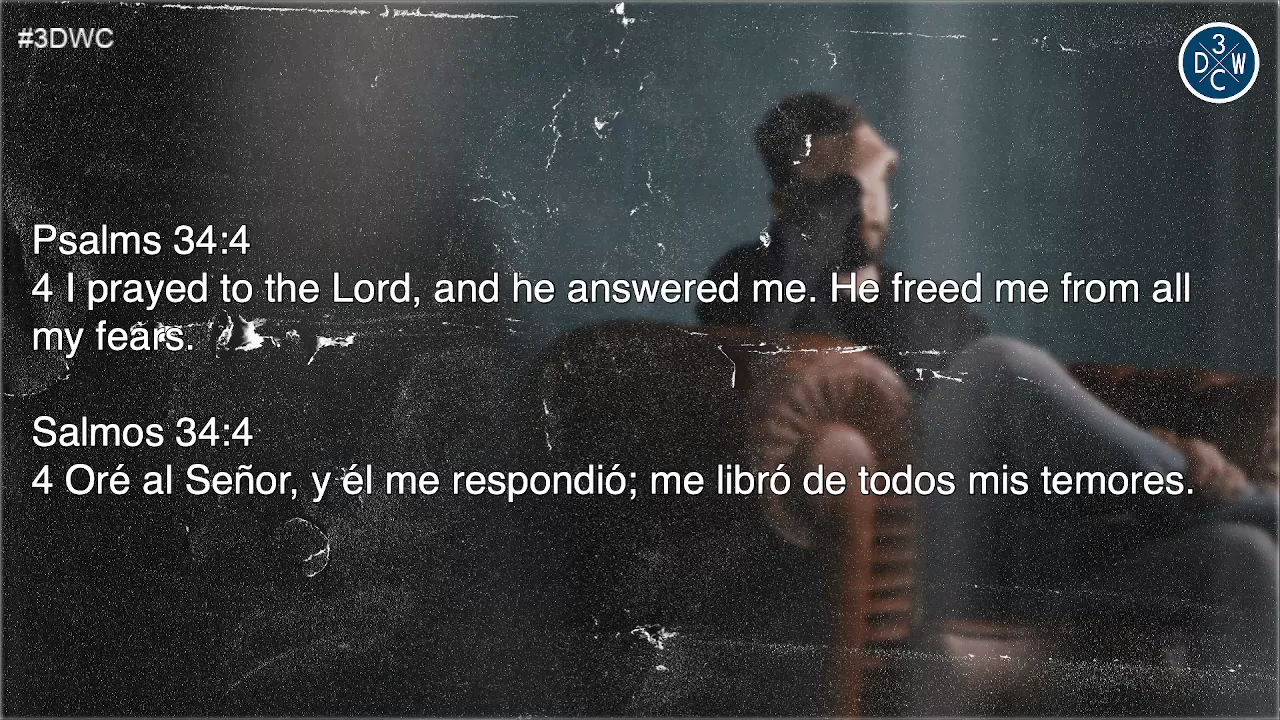 #3DWC
3
D W
C
Psalms 34:4
4 I prayed to the Lord, and he answered me. He freed me from all
my fears.
Salmos 34:4
4 Oré al Señor, y él me respondió; me libró de todos mis temores.